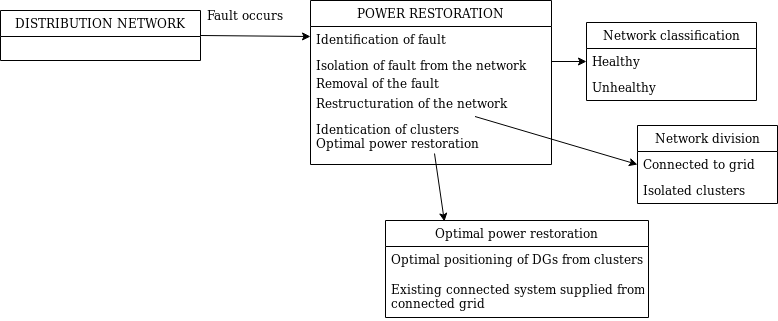 DISTRIBUTION NETWORK
Fault occurs
POWER RESTORATION
Identification of fault
Isolation of fault from the network
Removal of the fault
Restructuration of the network
Identication of clusters
Optimal power restoration
Network classification
Healthy
Unhealthy
Network division
Connected to grid
Isolated clusters
Optimal power restoration
Optimal positioning of DGs from clusters
Existing connected system supplied from
connected grid